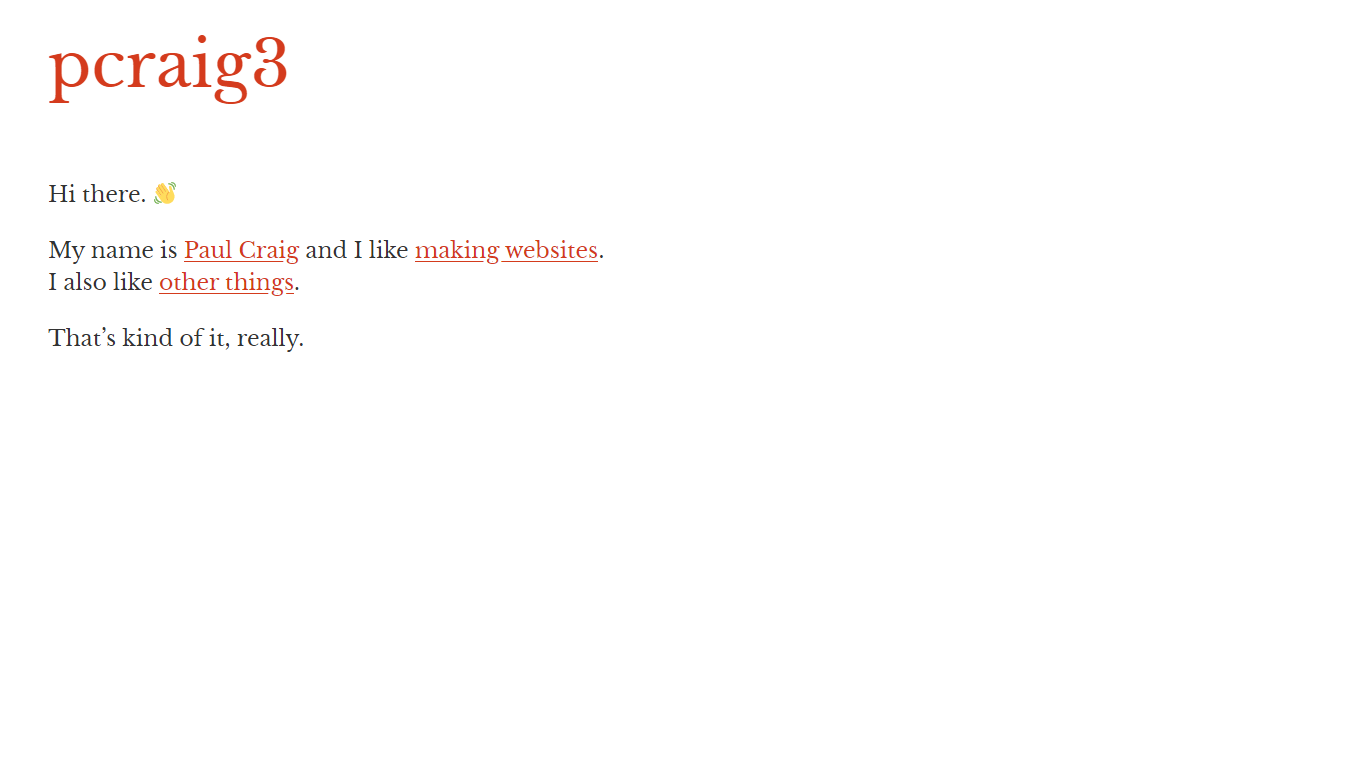 pcraig3
Hi there. 👋
My name is Paul Craig and I like making websites.
I also like other things.
That’s kind of it, really.